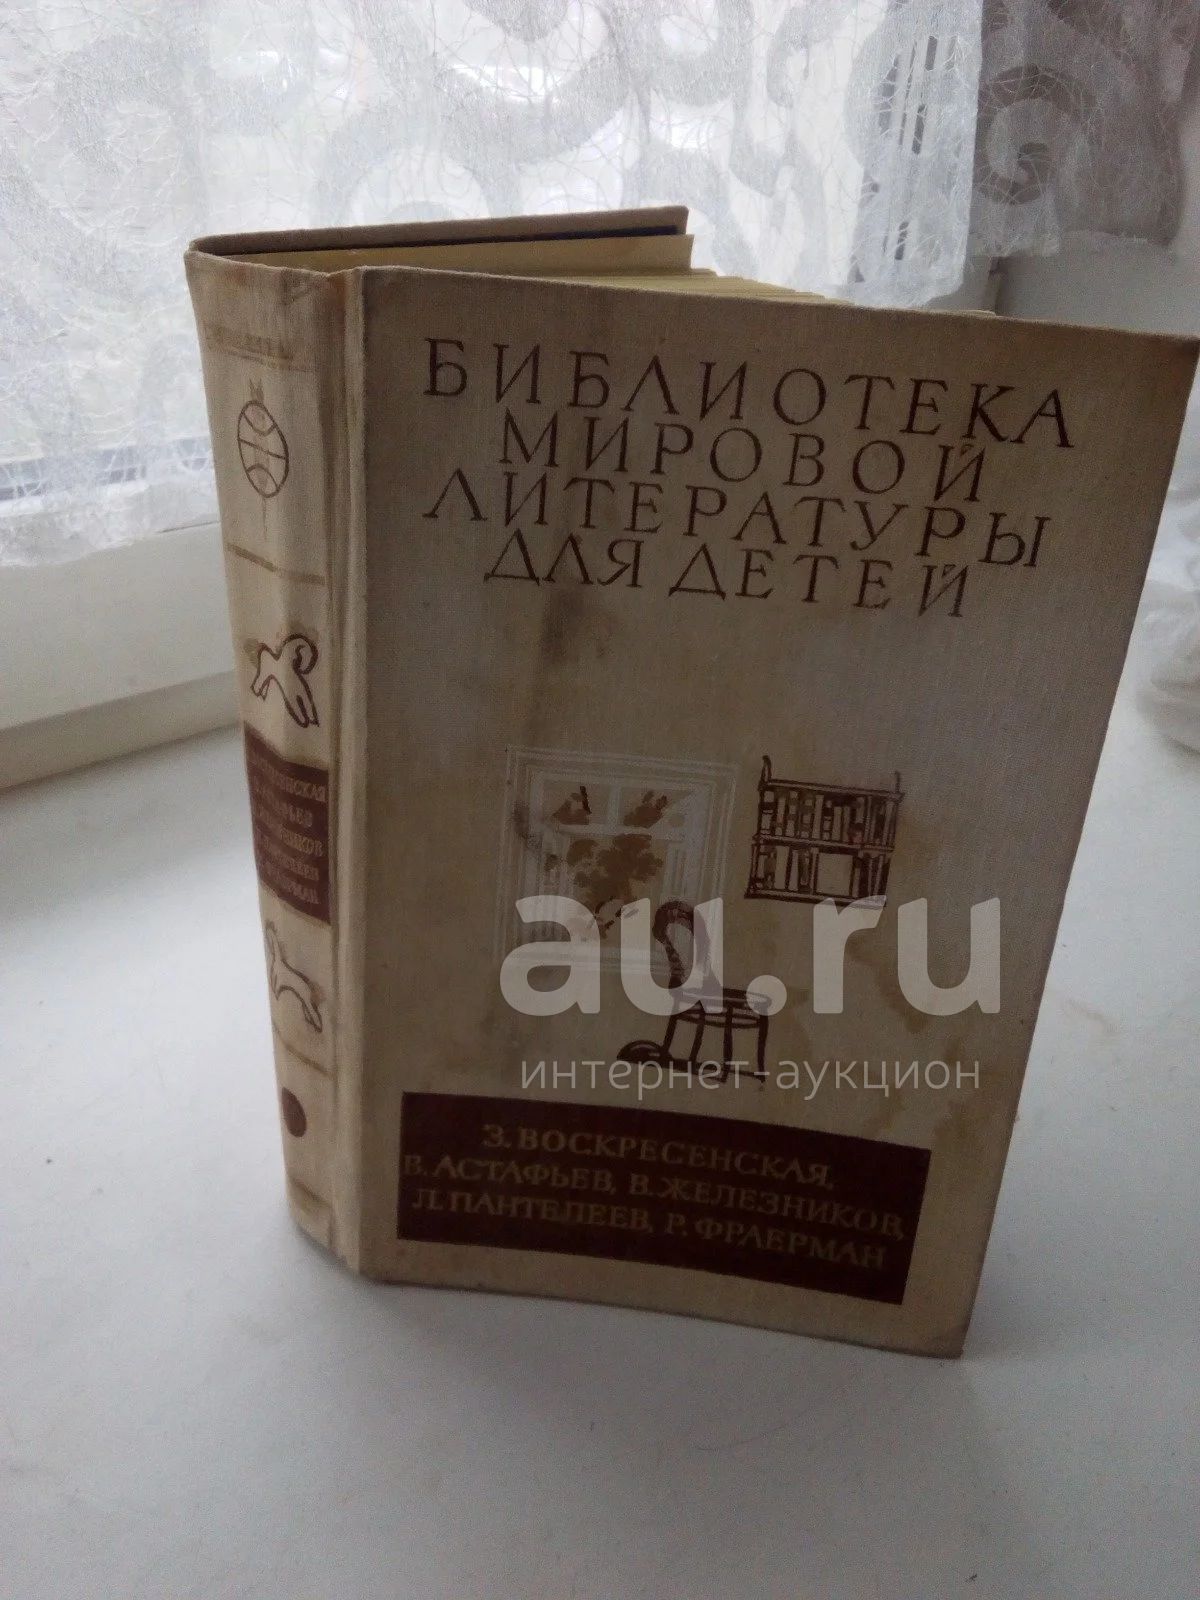 БИБЛИОТЕКА
МИРОВОЙ
ЛИТЕРАТУРЫ
ДЛЯ ДЕТЕЙ
au.ru
интернет-аукцион
З. ВОСКРЕСЕНСКАЯ,
В. АСТАФЬЕВ, В. ЖЕЛЕЗНИКОВ,
Л. ПАНТЕЛЕЕВ, Р. ФРАЕРМАН